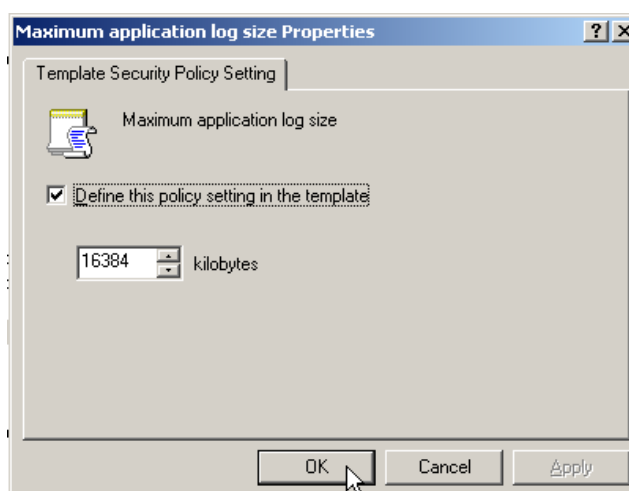 Maximum application log size Properties
Template Security Policy Setting
Maximum application log size
Define this policy setting in the template
16384 kilobytes
OK Cancel Apply